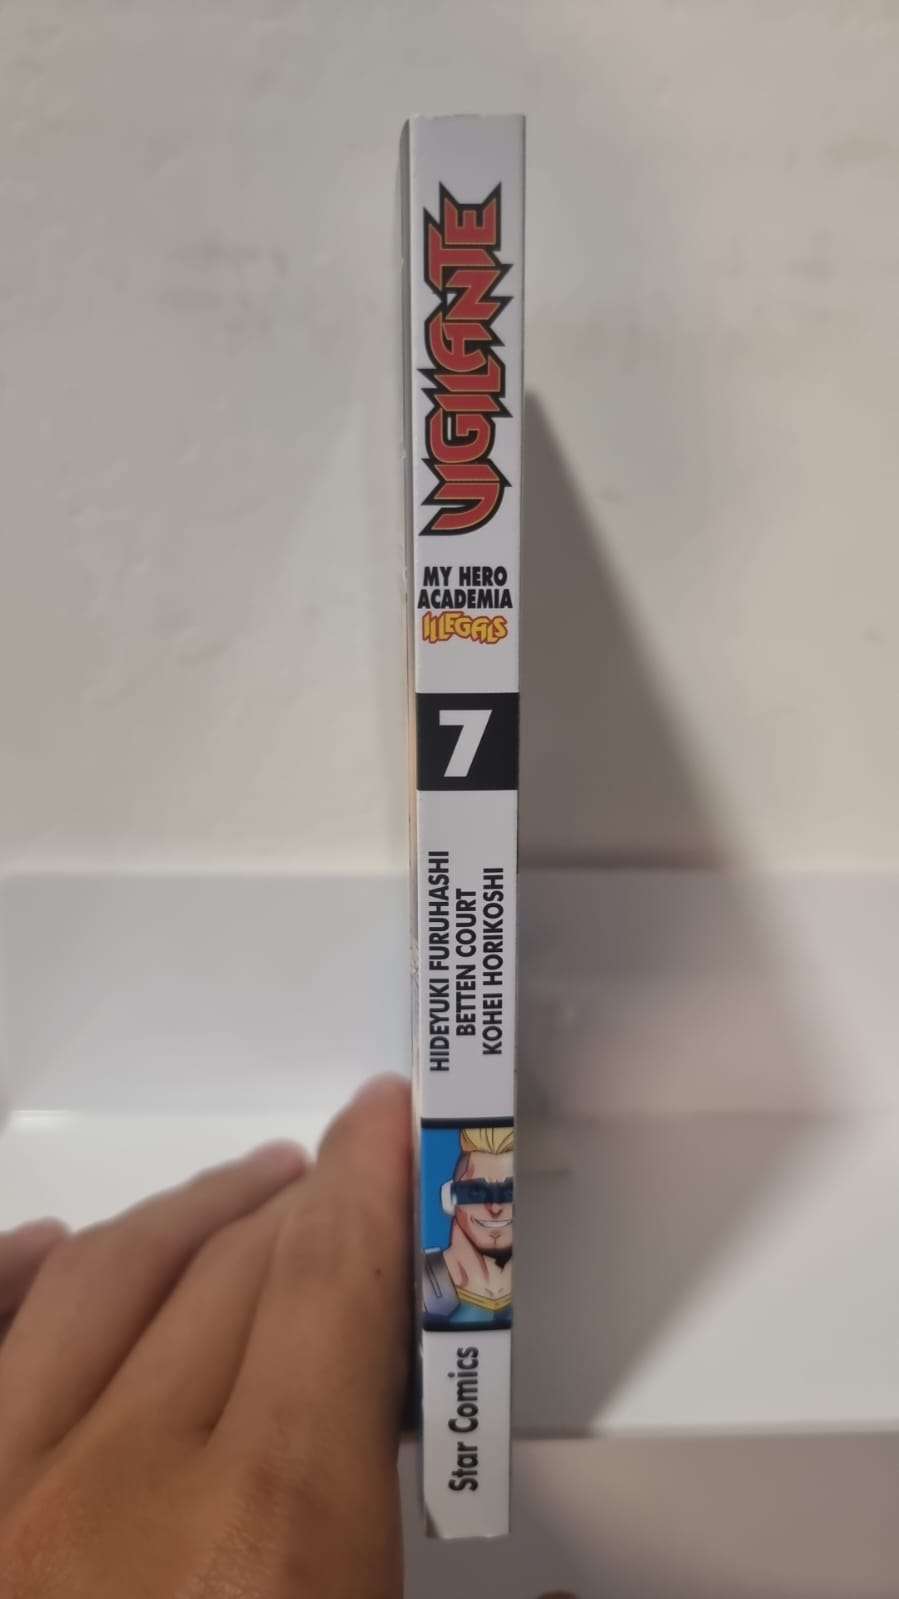 VIGILANTE
MY HERO
ACADEMIA
ILLEGALS
7
HIDEYUKI FURUHASHI
BETTEN COURT
KOHEI HORIKOSHI
Star Comics